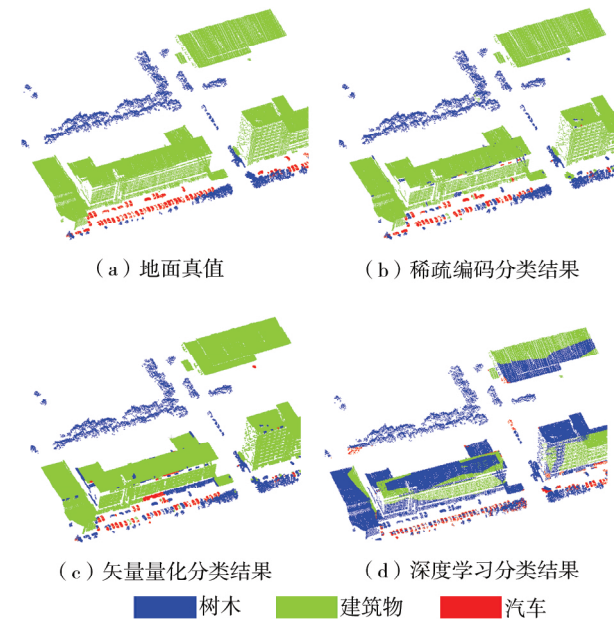 （a）地面真值
（b）稀疏编码分类结果
（c）矢量量化分类结果
（d）深度学习分类结果
树木 建筑物 汽车